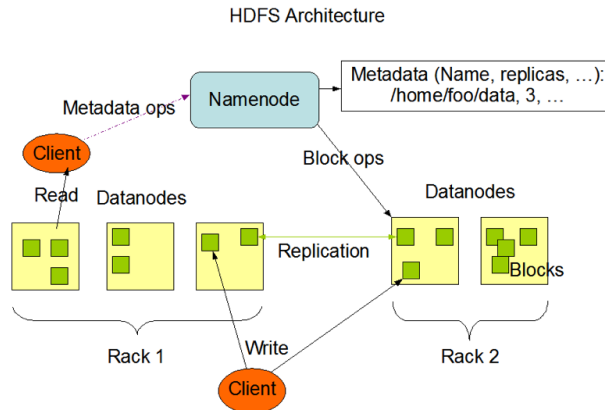 HDFS Architecture
Metadata (Name, replicas, …):
/home/foo/data, 3, …
Namenode
Metadata ops
Client
Block ops
Read
Datanodes
Datanodes
Replication
Blocks
Rack 1
Write
Rack 2
Client